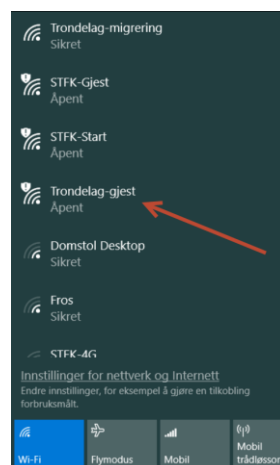 Trondelag-migrering
Sikret
STFK-Gjest
Åpent
STFK-Start
Åpent
Trondelag-gjest
Åpent
Domstol Desktop
Sikret
Fros
Sikret
STFK-4G
Innstillinger for nettverk og Internett
Endre innstillinger, for eksempel å gjøre en tilkobling
forbruksmålt.
Wi-Fi
Flymodus
Mobil
Mobil
trådløssor